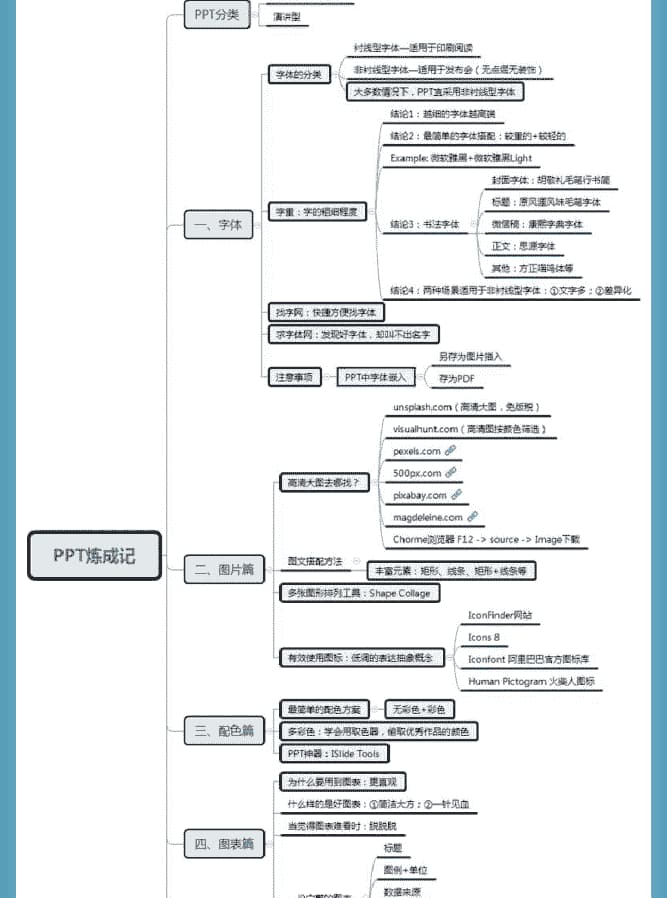 PPT分类
演讲型
一、字体
字体的分类
衬线型字体—适用于印刷阅读
非衬线型字体—适用于发布会（无点缀无装饰）
大多数情况下，PPT宜采用非衬线型字体
字重：字的粗细程度
结论1：越细的字体越高端
结论2：最简单的字体搭配：较重的+较轻的
Example: 微软雅黑+微软雅黑Light
结论3：书法字体
封面字体：胡敬礼毛笔行书简
标题：禹卫书法行书
微信稿：康熙字典字体
正文：思源字体
其他：方正喵呜体等
结论4：两种场景适用于非衬线型字体：①文字多；②差异化
找字网：快捷方便找字体
求字体网：发现好字体，却叫不出名字
注意事项
PPT中字体嵌入
另存为图片插入
存为PDF
PPT炼成记
二、图片篇
高清大图去哪找？
unsplash.com（高清大图，免版税）
visualhunt.com（高清图按颜色筛选）
pexels.com
500px.com
pixabay.com
magdeleine.com
Chorme浏览器 F12 -> source -> Image下载
图文搭配方法
丰富元素：矩形、线条、矩形+线条等
多张图形排列工具：Shape Collage
有效使用图标：低调的表达抽象概念
IconFinder网站
Icons 8
Iconfont 阿里巴巴官方图标库
Human Pictogram 火柴人图标
三、配色篇
最简单的配色方案
无彩色+彩色
多彩色：学会用取色器，偷取优秀作品的颜色
PPT神器：ISlide Tools
四、图表篇
为什么要用到图表：更直观
什么样的是好图表：①简洁大方；②一针见血
当觉得图表难看时：脱脱脱
标题
图例+单位
数据来源